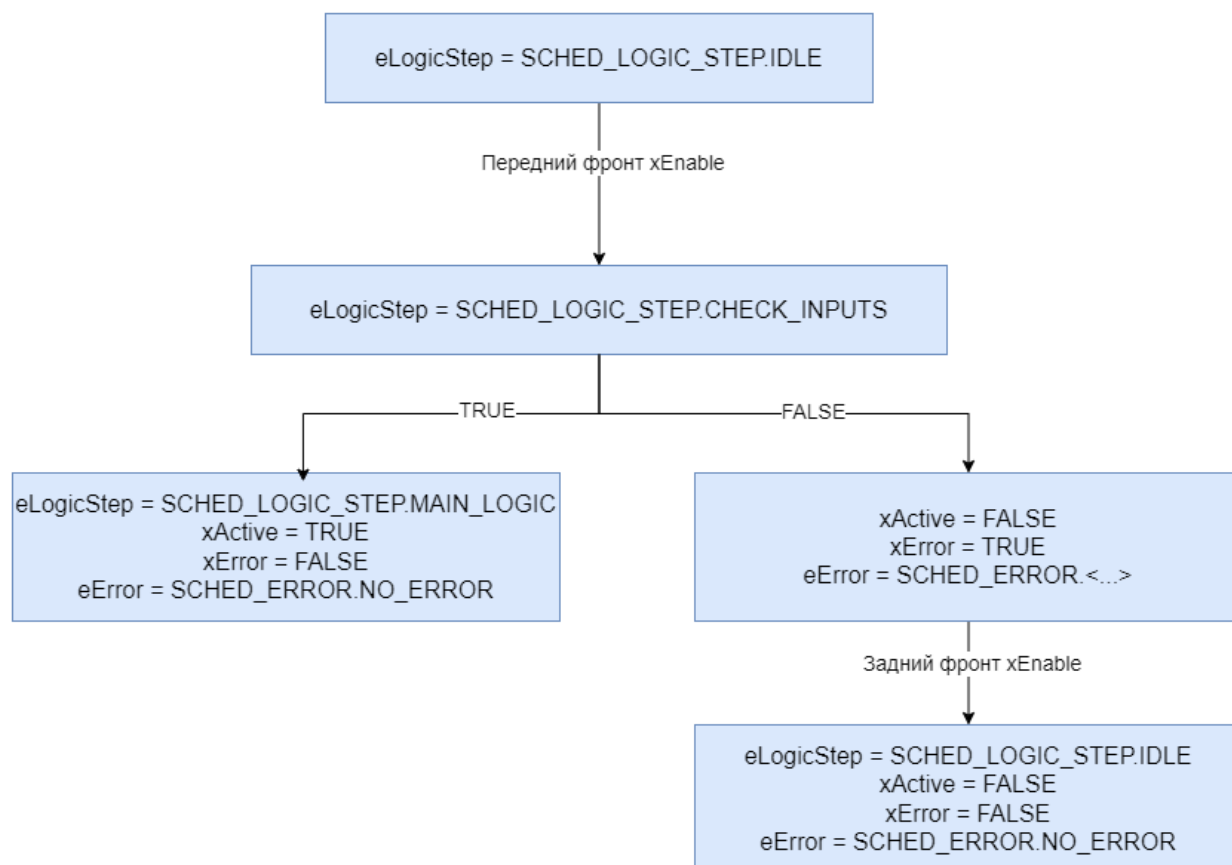 eLogicStep = SCHED_LOGIC_STEP.IDLE
Передний фронт xEnable
eLogicStep = SCHED_LOGIC_STEP.CHECK_INPUTS
TRUE
FALSE
eLogicStep = SCHED_LOGIC_STEP.MAIN_LOGIC
xActive = TRUE
xError = FALSE
eError = SCHED_ERROR.NO_ERROR
xActive = FALSE
xError = TRUE
eError = SCHED_ERROR.<...>
Задний фронт xEnable
eLogicStep = SCHED_LOGIC_STEP.IDLE
xActive = FALSE
xError = FALSE
eError = SCHED_ERROR.NO_ERROR